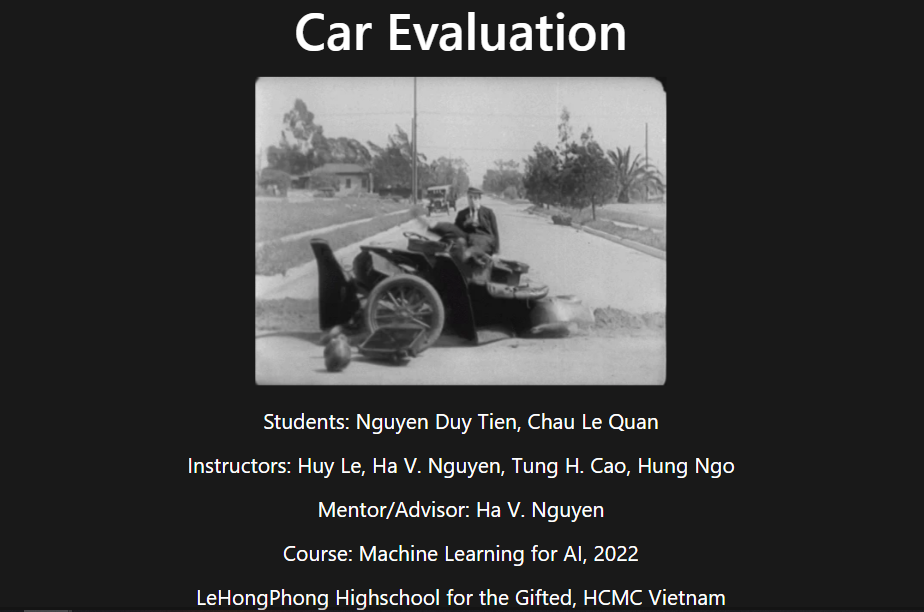 Car Evaluation
Students: Nguyen Duy Tien, Chau Le Quan
Instructors: Huy Le, Ha V. Nguyen, Tung H. Cao, Hung Ngo
Mentor/Advisor: Ha V. Nguyen
Course: Machine Learning for AI, 2022
LeHongPhong Highschool for the Gifted, HCMC Vietnam